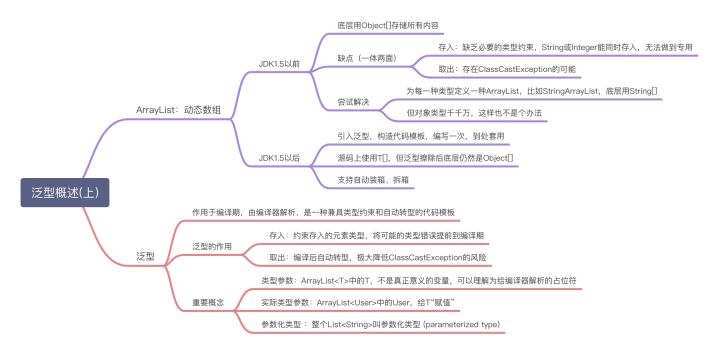 泛型概述(上)
ArrayList：动态数组
JDK1.5以前
底层用Object[]存储所有内容
缺点（一体两面）
存入：缺乏必要的类型约束，String或Integer能同时存入，无法做到专用
取出：存在ClassCastException的可能
尝试解决
为每一种类型定义一种ArrayList，比如StringArrayList，底层用String[]
但对象类型千千万，这样也不是个办法
JDK1.5以后
引入泛型，构造代码模板，编写一次，到处套用
源码上使用T[]，但泛型擦除后底层仍然是Object[]
支持自动装箱、拆箱
泛型
作用于编译期，由编译器解析，是一种兼具类型约束和自动转型的代码模板
泛型的作用
存入：约束存入的元素类型，将可能的类型错误提前到编译期
取出：编译后自动转型，极大降低ClassCastException的风险
重要概念
类型参数：ArrayList<T>中的T，不是真正意义的变量，可以理解为给编译器解析的占位符
实际类型参数：ArrayList<User>中的User，给T“赋值”
参数化类型 ：整个List<String>叫参数化类型 (parameterized type)